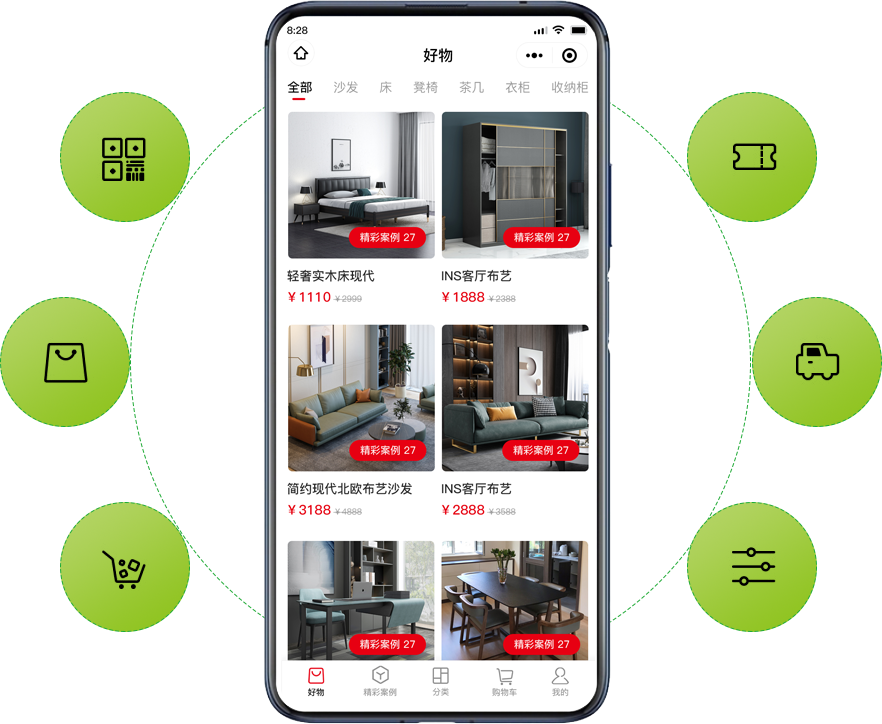 8:28
好物
全部 沙发 床 凳椅 茶几 衣柜 收纳柜
精彩案例 27 精彩案例 27
轻奢实木床现代 INS客厅布艺
¥1110 ¥2999 ¥1888 ¥2388
精彩案例 27 精彩案例 27
简约现代北欧布艺沙发 INS客厅布艺
¥3188 ¥4888 ¥2888 ¥3588
精彩案例 27 精彩案例 27
好物 精彩案例 分类 购物车 我的